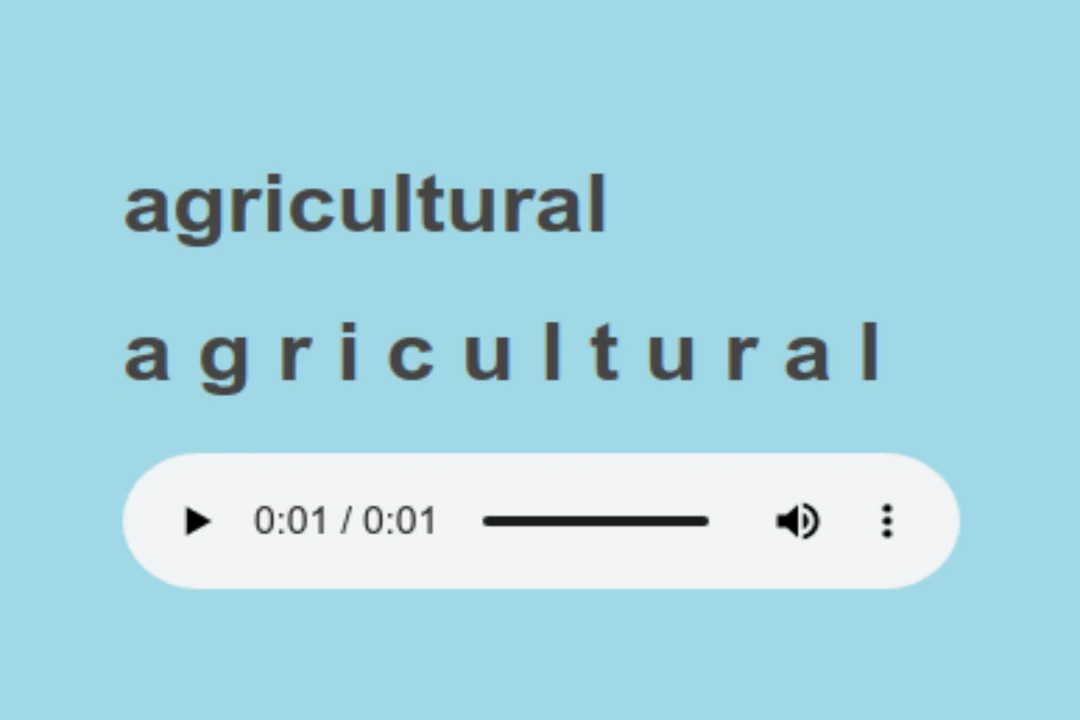 agricultural
a g r i c u l t u r a l
0:01 / 0:01